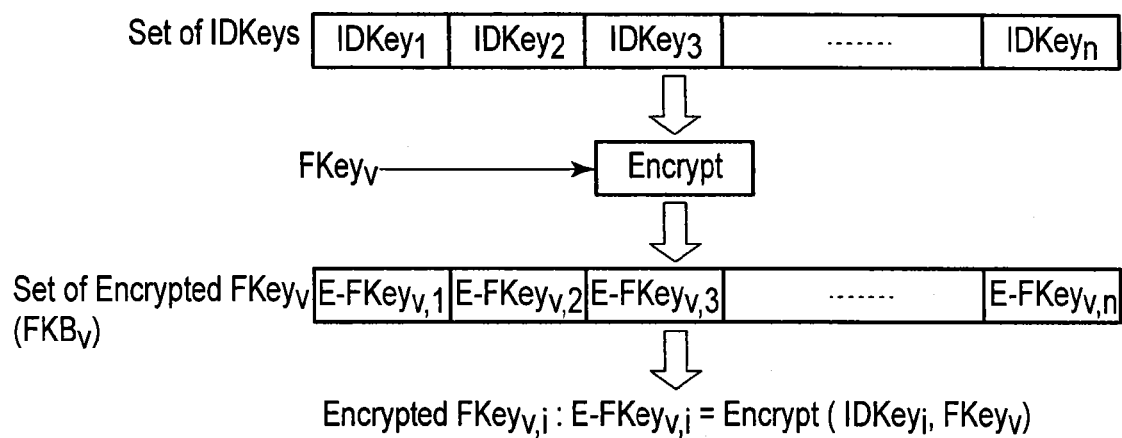 Set of IDKeys IDKey1 IDKey2 IDKey3 ....... IDKeyn
FKeyv Encrypt
Set of Encrypted FKeyv E-FKeyv,1 E-FKeyv,2 E-FKeyv,3 ....... E-FKeyv,n
(FKBv)
Encrypted FKeyv,i : E-FKeyv,i = Encrypt ( IDKeyi, FKeyv)